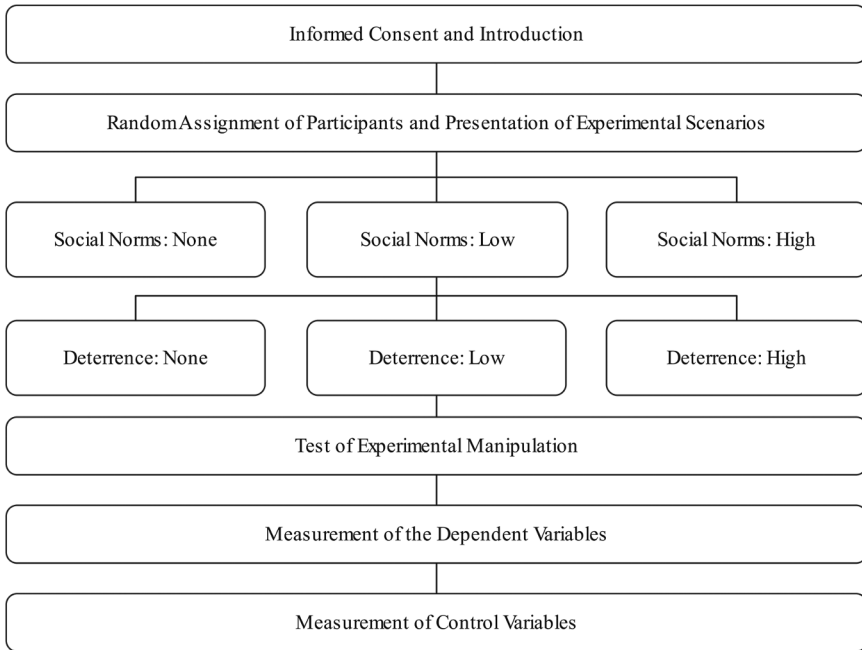 Informed Consent and Introduction
Random Assignment of Participants and Presentation of Experimental Scenarios
Social Norms: None
Social Norms: Low
Social Norms: High
Deterrence: None
Deterrence: Low
Deterrence: High
Test of Experimental Manipulation
Measurement of the Dependent Variables
Measurement of Control Variables